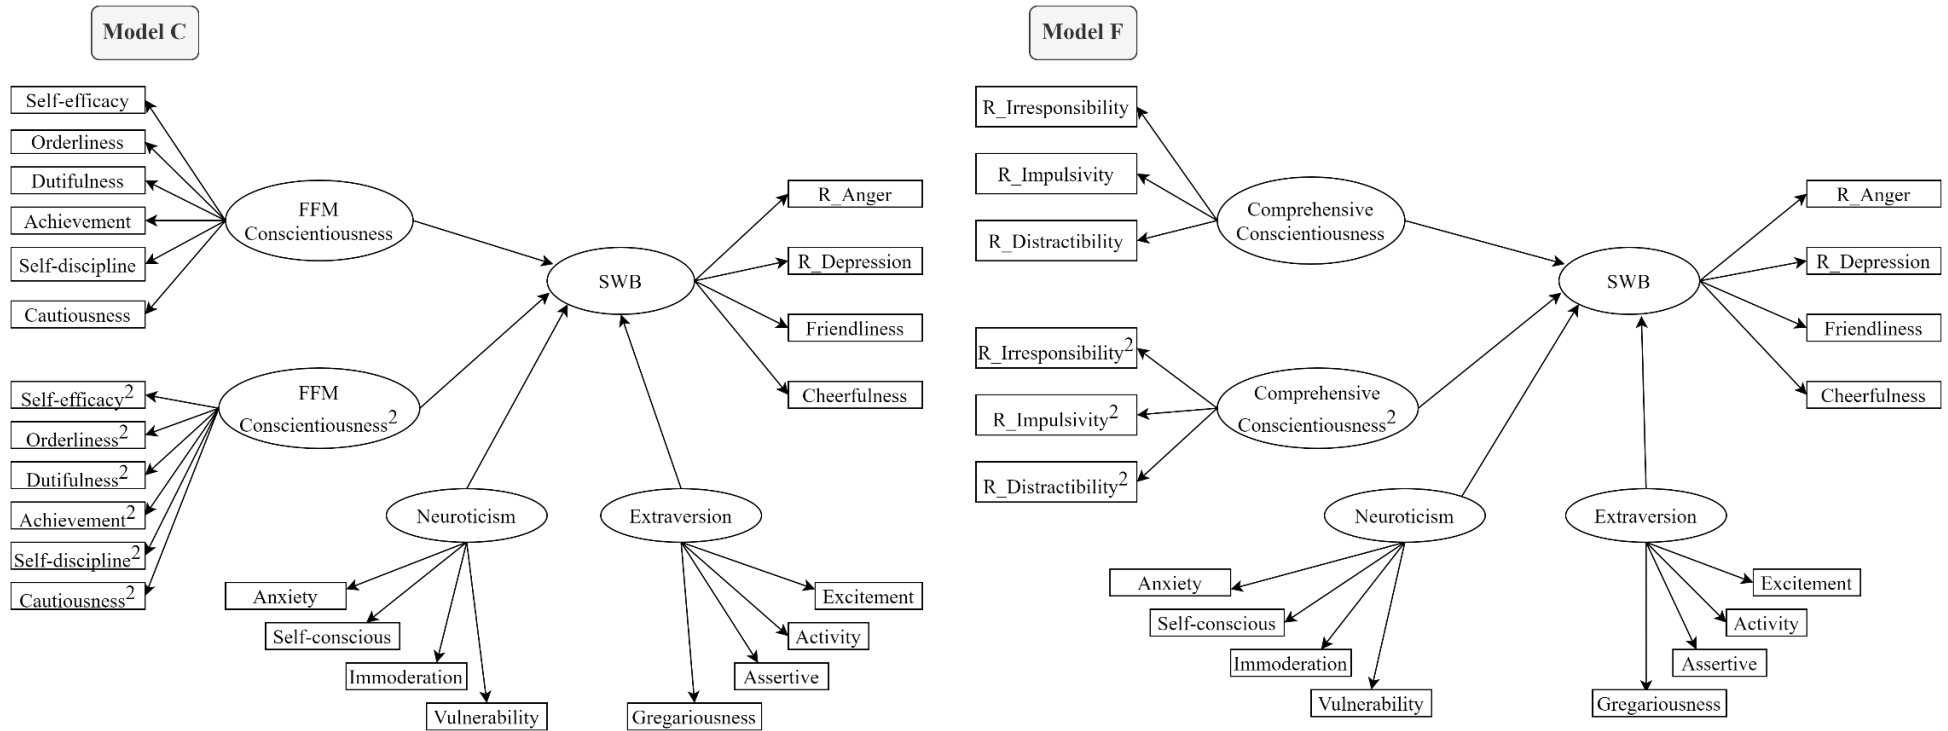 Model C
Self-efficacy
Orderliness
Dutifulness
Achievement
Self-discipline
Cautiousness
FFM
Conscientiousness
Self-efficacy²
Orderliness²
Dutifulness²
Achievement²
Self-discipline²
Cautiousness²
FFM
Conscientiousness²
SWB
R_Anger
R_Depression
Friendliness
Cheerfulness
Neuroticism
Anxiety
Self-conscious
Immoderation
Vulnerability
Extraversion
Excitement
Activity
Assertive
Gregariousness
Model F
R_Irresponsibility
R_Impulsivity
R_Distractibility
Comprehensive
Conscientiousness
R_Irresponsibility²
R_Impulsivity²
R_Distractibility²
Comprehensive
Conscientiousness²
SWB
R_Anger
R_Depression
Friendliness
Cheerfulness
Neuroticism
Anxiety
Self-conscious
Immoderation
Vulnerability
Extraversion
Excitement
Activity
Assertive
Gregariousness